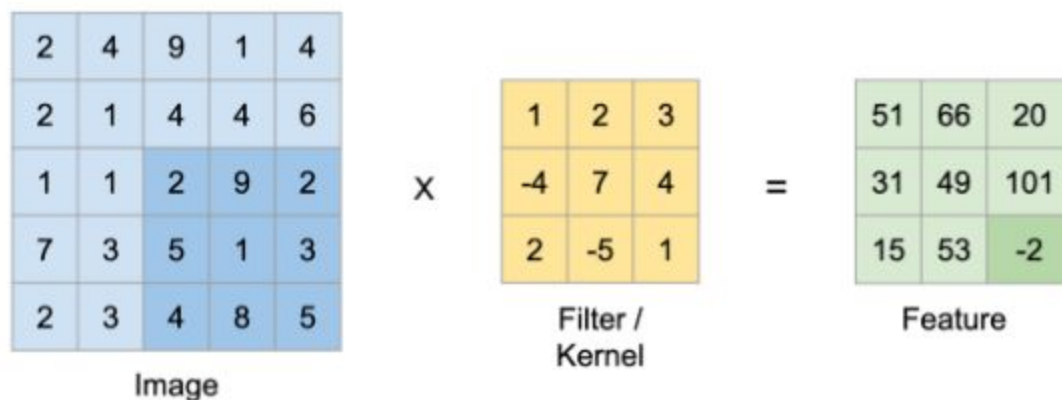 2 4 9 1 4
2 1 4 4 6
1 1 2 9 2
7 3 5 1 3
2 3 4 8 5
Image
x
1 2 3
-4 7 4
2 -5 1
Filter /
Kernel
=
51 66 20
31 49 101
15 53 -2
Feature